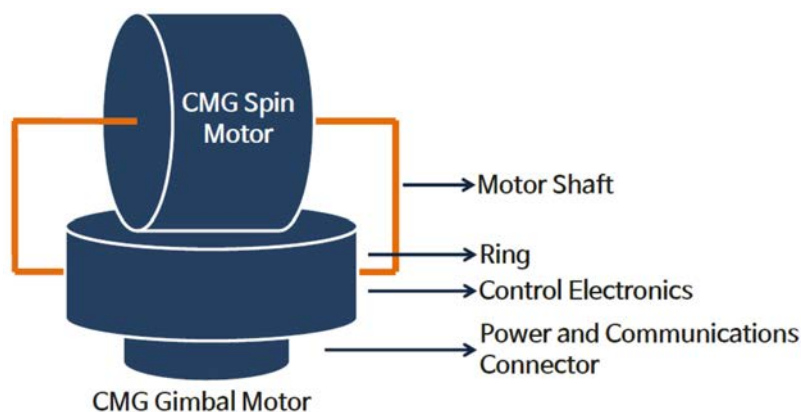 CMG Spin
Motor
Motor Shaft
Ring
Control Electronics
Power and Communications
Connector
CMG Gimbal Motor